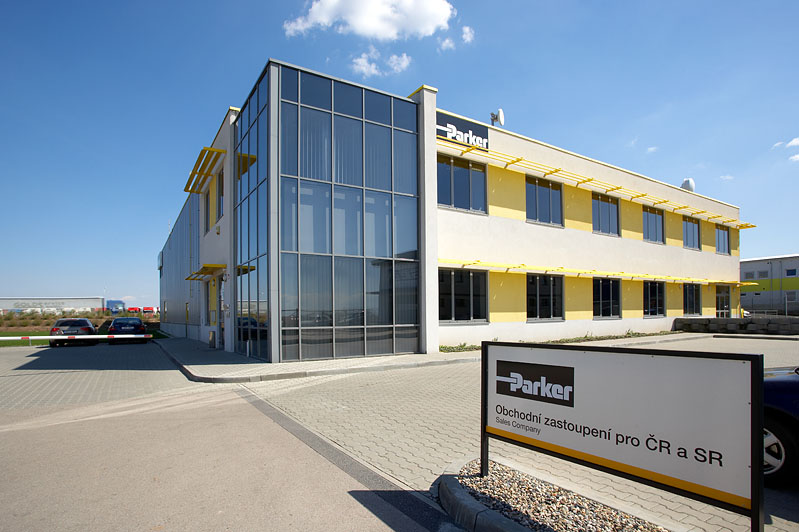 Parker
Parker
Obchodní zastoupení pro ČR a SR
Sales Company